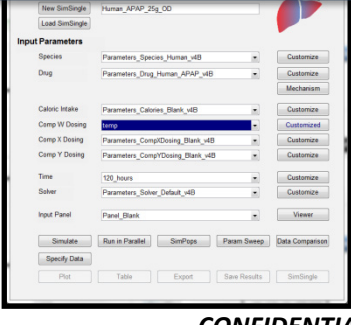 New SimSingle Human_APAP_25g_OD
Load SimSingle
Input Parameters
Species Parameters_Species_Human_v4B Customize
Drug Parameters_Drug_Human_APAP_v4B Customize
Mechanism
Caloric Intake Parameters_Calories_Blank_v4B Customize
Comp W Dosing temp Customized
Comp X Dosing Parameters_CompXDosing_Blank_v4B Customize
Comp Y Dosing Parameters_CompYDosing_Blank_v4B Customize
Time 120_hours Customize
Solver Parameters_Solver_Default_v4B Customize
Input Panel Panel_Blank Viewer
Simulate Run in Parallel SimPops Param Sweep Data Comparison
Specify Data
Plot Table Export Save Results SimSingle
CONFIDENTI